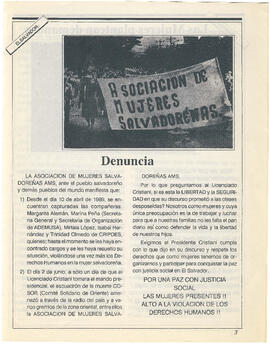 EL SALVADOR
ASOCIACION DE
MUJERES
SALVADOREÑAS
Denuncia
LA ASOCIACION DE MUJERES SALVA-
DOREÑAS AMS, ante el pueblo salvadoreño
y demás pueblos del mundo manifiesta que:
1) Desde el 10 de abril de 1989, se en-
cuentran capturadas las compañeras.
Margarita Alemán, Marina Peña (Secreta-
ria General y Secretaria de Organización
de ADEMUSA), Mirtala López, Isabel Her-
nández y Trinidad Olmedo de CRIPDES,
quienes; hasta el momento se las haya en-
contrado cargos y se les haya respetado
su vida, violando una vez más los De-
rechos Humanos en la mujer salvadoreña.
2) El día 2 de junio; a sólo un día de que el
Licenciado Cristiani tomara el mando pre-
sidencial, el escuadrón de la muerte CO-
SOR, (Comité Solidario de Oriente) ame-
nazó a través de la radio del país y a va-
rios gremios de la zona oriental, entre ellos
la ASOCIACION DE MUJERES SALVA-
DOREÑAS AMS.
Por lo que preguntamos al Licenciado
Cristiani, si esta es la LIBERTAD y la SEGURI-
DAD que en su discurso prometió a las clases
desposeídas? Nosotros como mujeres y cuya
única preocupación es la de trabajar y luchar
para que a nuestras familias no les falte el pan
diario así como defender la vida y la libertad
de nuestros hijos.
Exigimos al Presidente Cristiani cumpla
con lo que dijo en su discurso y respete los
derechos que como mujeres tenemos de or-
ganizarnos y participar para conquistar la paz
con justicia social en El Salvador.
POR UNA PAZ CON JUSTICIA
SOCIAL
LAS MUJERES PRESENTES !!
ALTO A LA VIOLACION DE LOS
DERECHOS HUMANOS !!
3